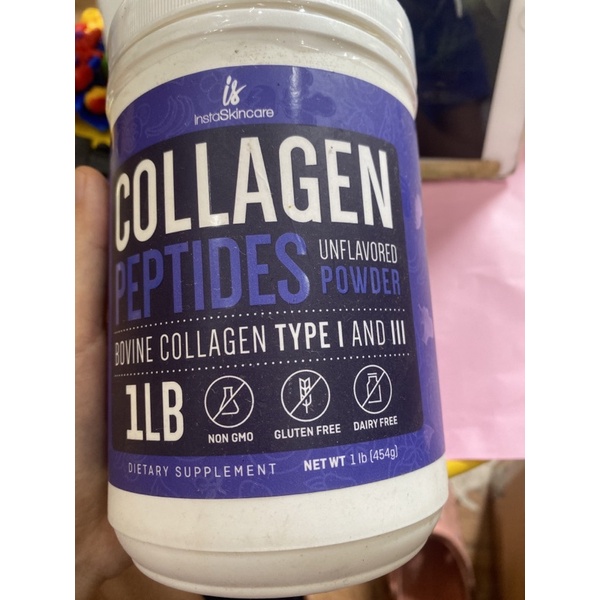 is
InstaSkincare
COLLAGEN
PEPTIDES
UNFLAVORED
POWDER
BOVINE COLLAGEN TYPE I AND III
1LB
NON GMO
GLUTEN FREE
DAIRY FREE
DIETARY SUPPLEMENT
NET WT 1 lb (454g)